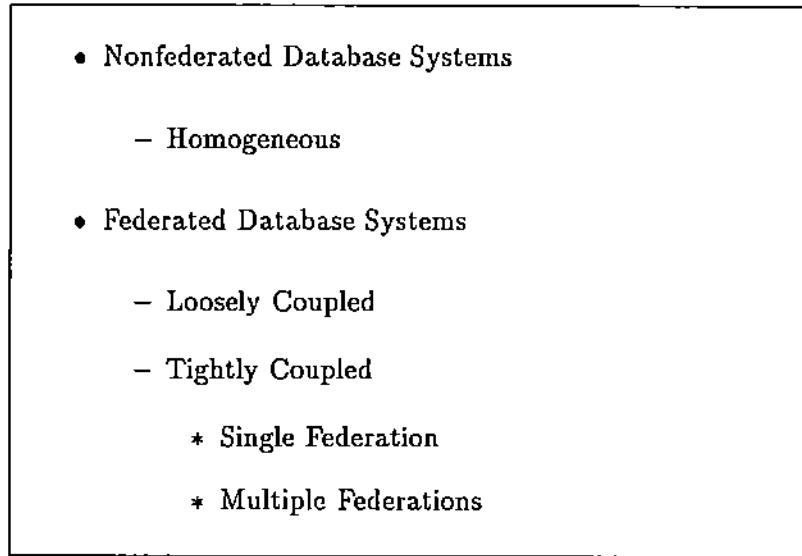 • Nonfederated Database Systems
– Homogeneous
• Federated Database Systems
– Loosely Coupled
– Tightly Coupled
* Single Federation
* Multiple Federations